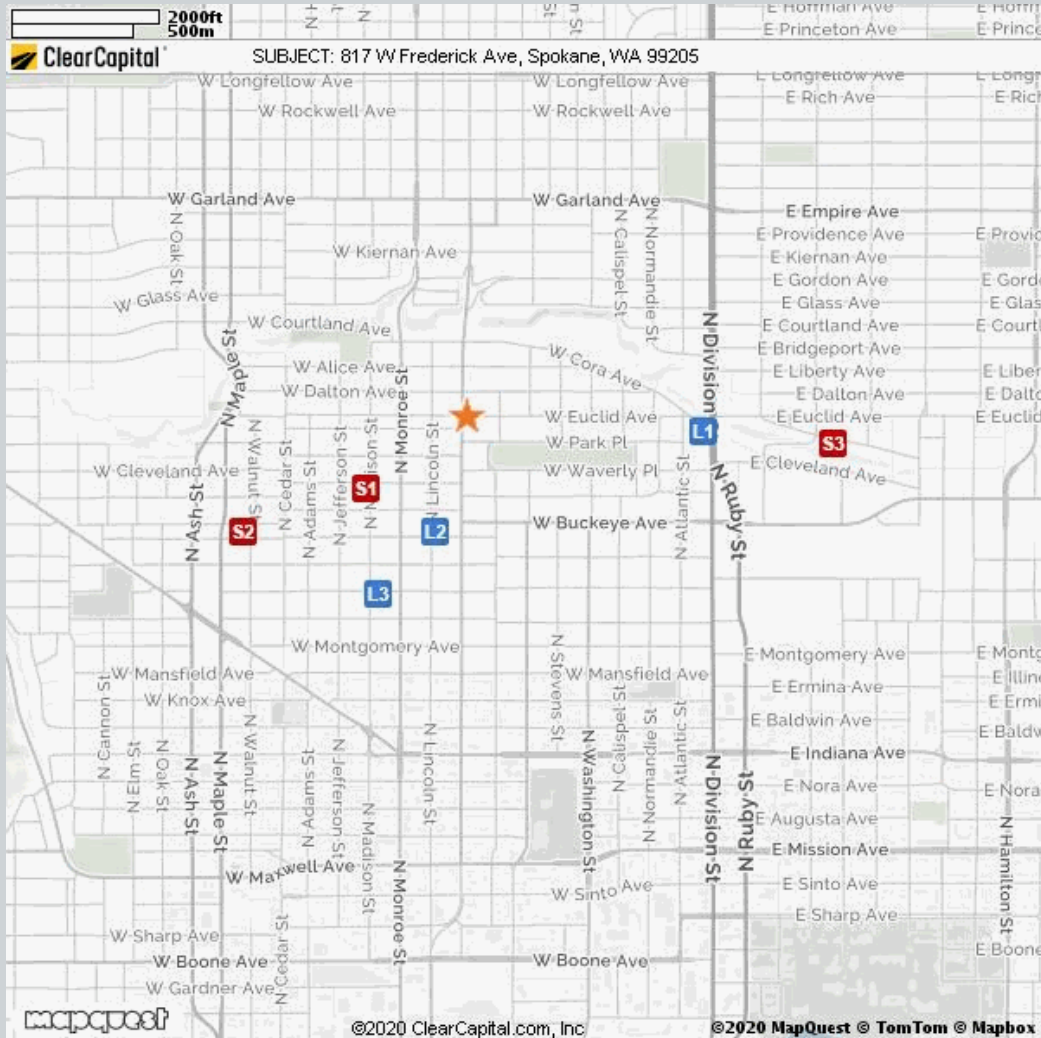 2000ft
500m
ClearCapital
SUBJECT: 817 W Frederick Ave, Spokane, WA 99205
E Hoffman Ave
E Princeton Ave
W Longfellow Ave
W Longfellow Ave
E Longfellow Ave
E Rich Ave
W Rockwell Ave
W Rockwell Ave
W Garland Ave
W Garland Ave
E Empire Ave
N Oak St
N Calispel St
N Normandie St
E Providence Ave
W Kiernan Ave
E Kiernan Ave
E Gordon Ave
W Glass Ave
E Glass Ave
W Courtland Ave
E Courtland Ave
N Maple St
N Division
E Bridgeport Ave
W Cora Ave
W Alice Ave
E Liberty Ave
W Dalton Ave
E Dalton Ave
N Monroe St
W Euclid Ave
E Euclid Ave
L1
S3
W Park Pl
N Walnut St
N Cedar St
N Adams St
N Jefferson St
N Lincoln St
W Cleveland Ave
W Waverly Pl
E Cleveland Ave
S1
N Ash St
N Atlantic St
N Ruby St
S2
L2
W Buckeye Ave
L3
W Montgomery Ave
E Montgomery Ave
N Stevens St
W Mansfield Ave
W Mansfield Ave
W Knox Ave
E Ermina Ave
N Cannon St
N Elm St
N Oak St
N Ash St
N Maple St
N Walnut St
N Adams St
N Jefferson St
N Madison St
N Lincoln St
N Washington St
N Calispel St
N Normandie St
N Atlantic St
N Division St
N Ruby St
E Baldwin Ave
E Indiana Ave
E Nora Ave
E Augusta Ave
E Mission Ave
N Hamilton St
W Maxwell Ave
W Sinto Ave
E Sinto Ave
N Monroe St
E Sharp Ave
W Sharp Ave
N Cedar St
W Boone Ave
W Boone Ave
W Gardner Ave
mapquest
©2020 ClearCapital.com, Inc
©2020 MapQuest © TomTom © Mapbox